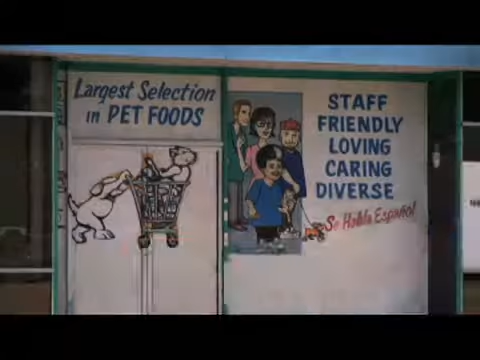 Largest Selection
in PET FOODS
STAFF
FRIENDLY
LOVING
CARING
DIVERSE
Se Habla Español